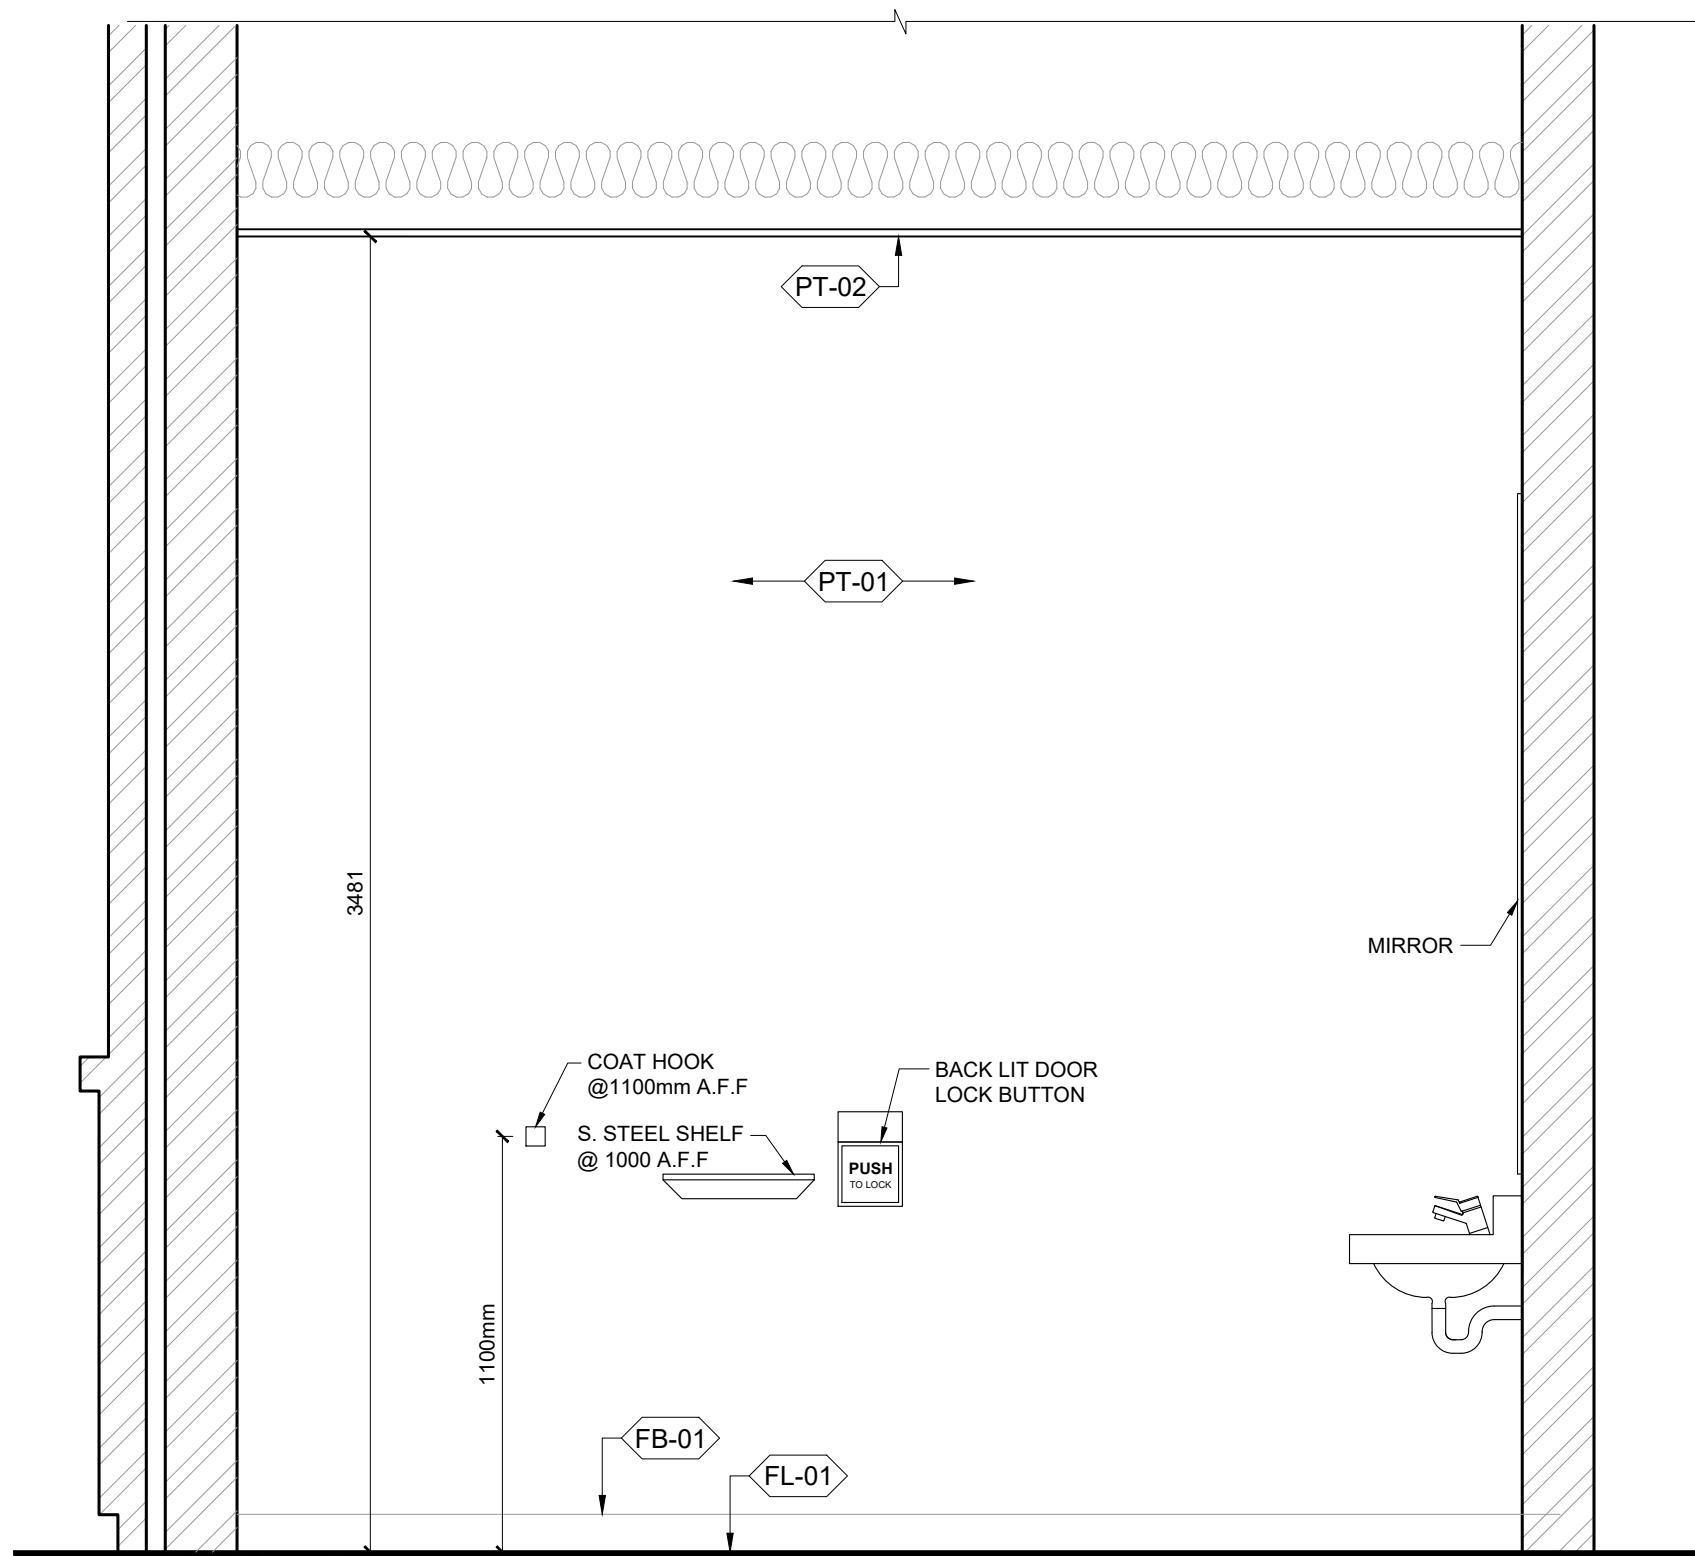 PT-02
PT-01
3481
MIRROR
COAT HOOK
@1100mm A.F.F
BACK LIT DOOR
LOCK BUTTON
S. STEEL SHELF
@ 1000 A.F.F
PUSH
TO LOCK
1100mm
FB-01
FL-01